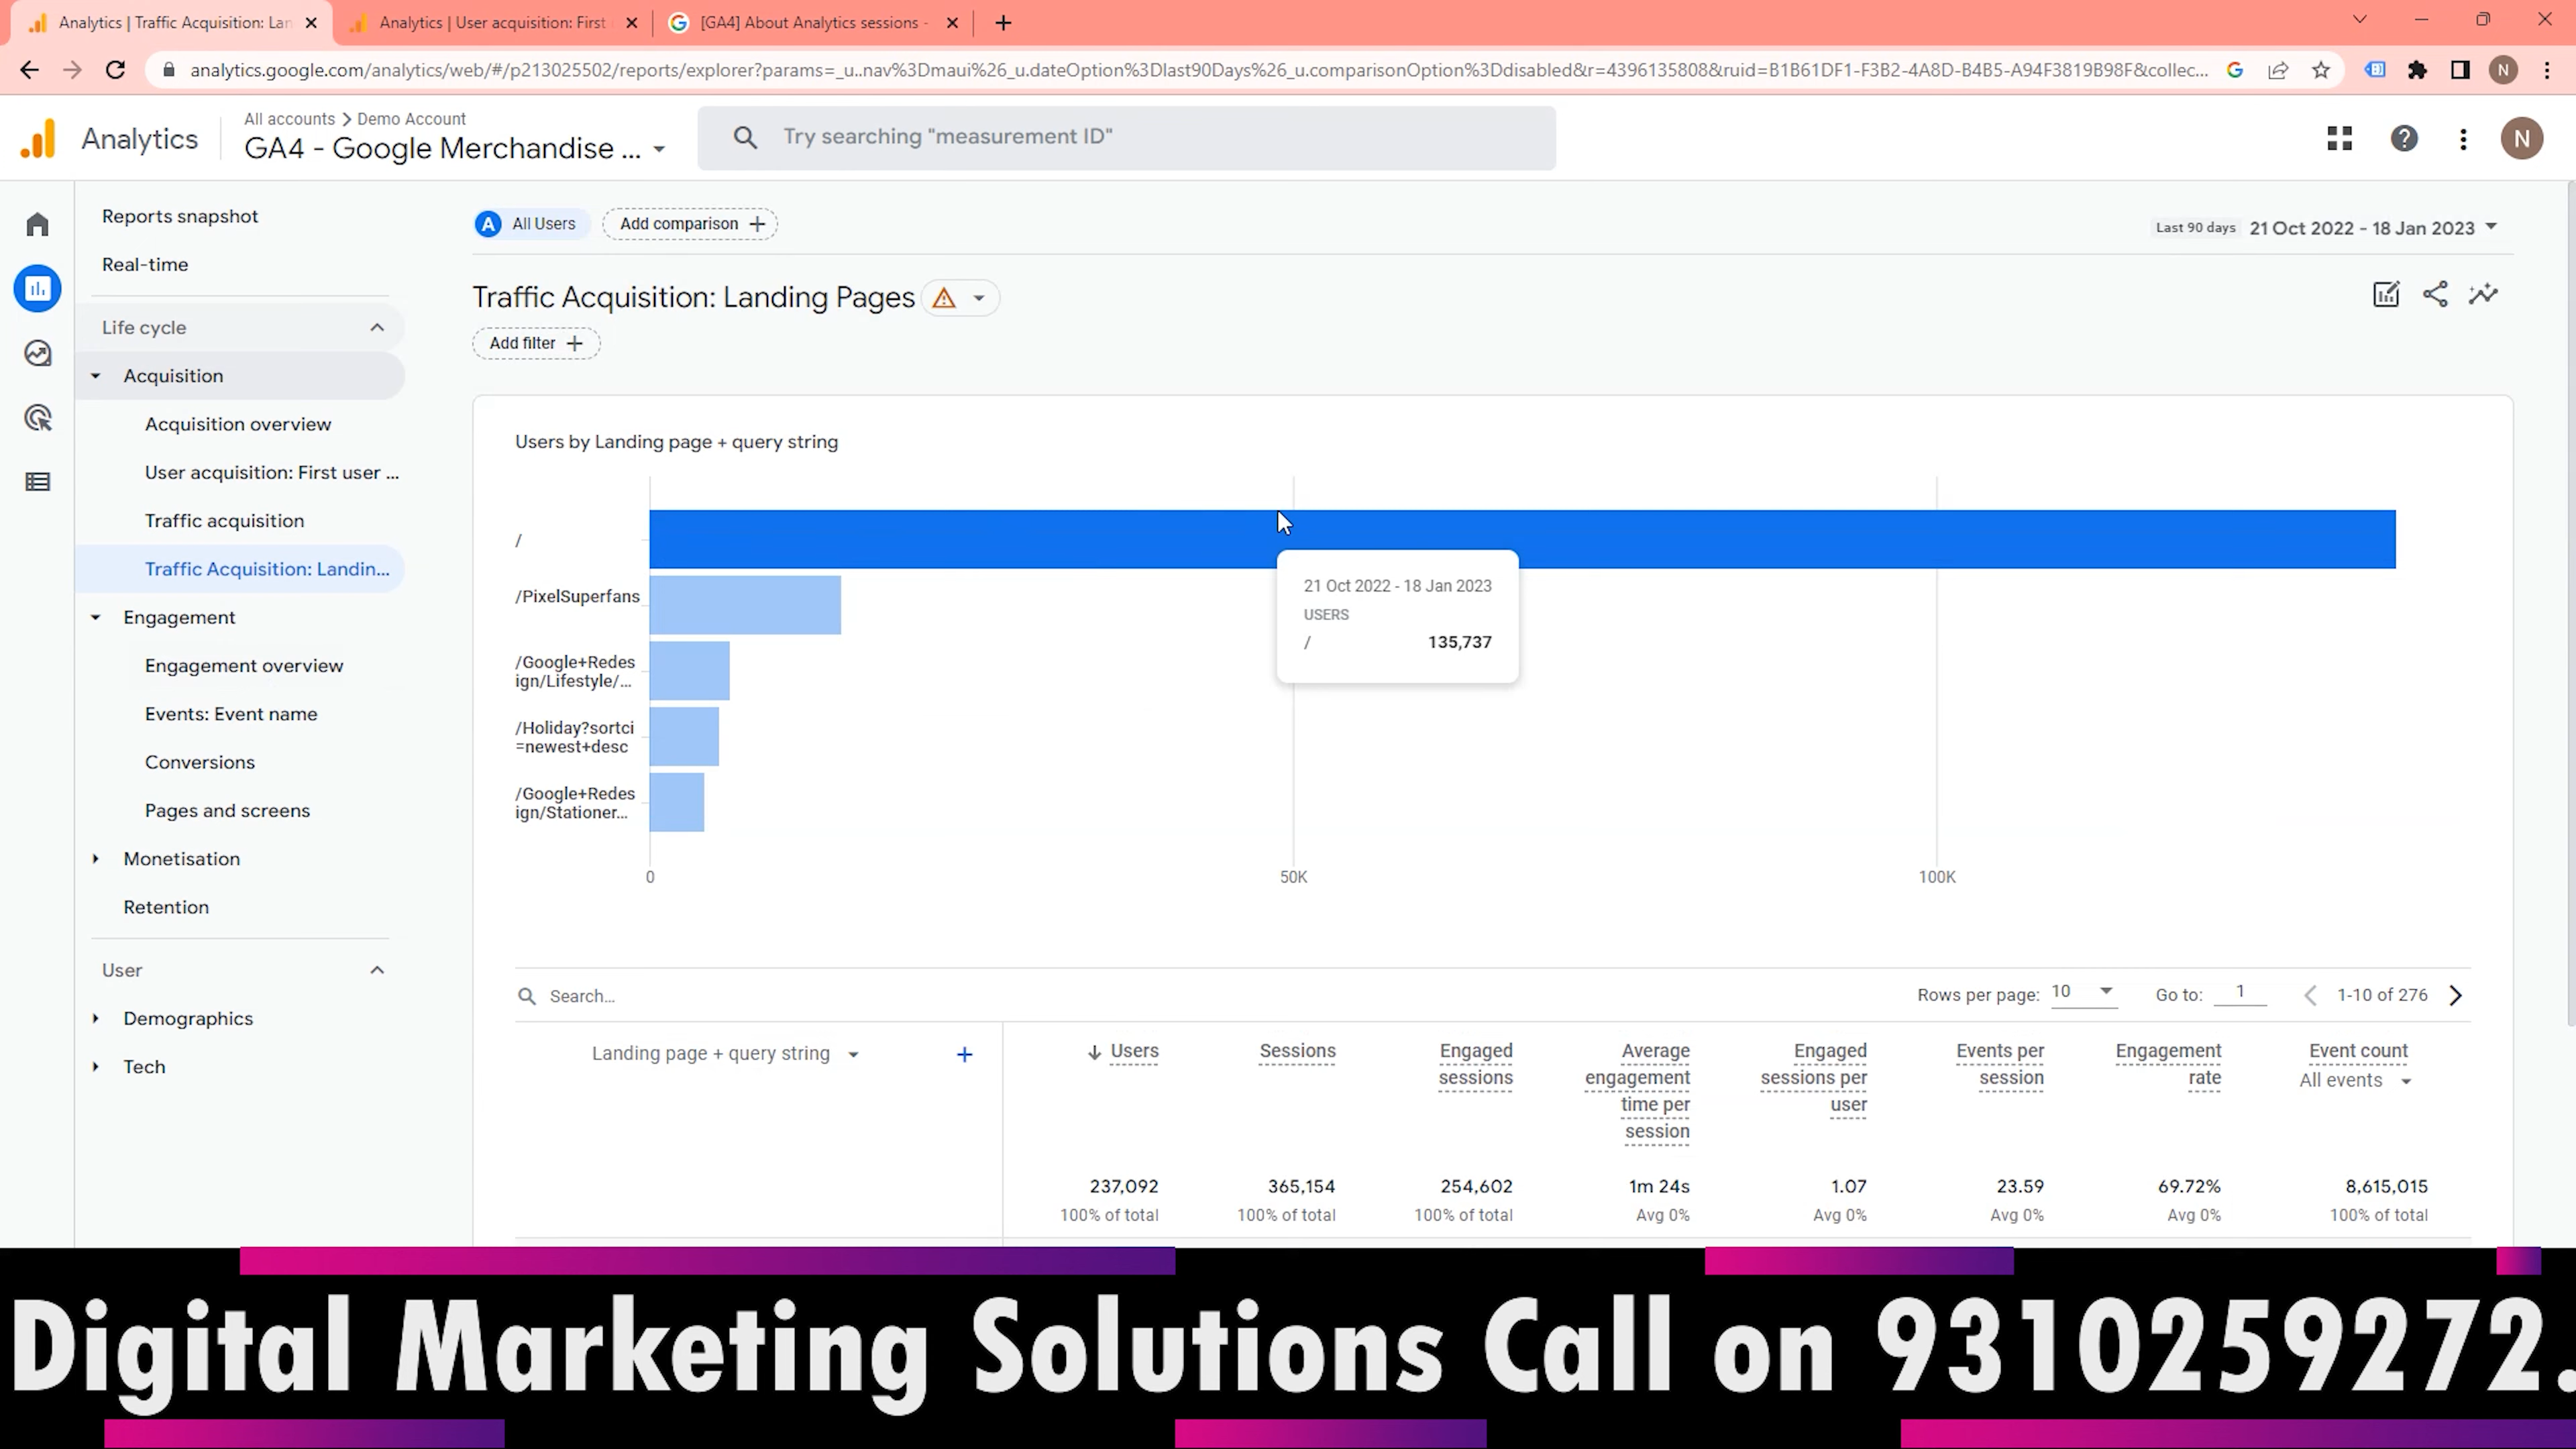 Analytics | Traffic Acquisition: Lan
Analytics | User acquisition: First
[GA4] About Analytics sessions -
analytics.google.com/analytics/web/#/p213025502/reports/explorer?params=_u..nav%3Dmaui%26_u.dateOption%3Dlast90Days%26_u.comparisonOption%3Ddisabled&r=4396135808&ruid=B1B61DF1-F3B2-4A8D-B4B5-A94F3819B98F&collec...
N
Analytics
All accounts > Demo Account
GA4 - Google Merchandise ...
Try searching "measurement ID"
N
Reports snapshot
Real-time
Life cycle
Acquisition
Acquisition overview
User acquisition: First user ...
Traffic acquisition
Traffic Acquisition: Landin...
Engagement
Engagement overview
Events: Event name
Conversions
Pages and screens
Monetisation
Retention
User
Demographics
Tech
A All Users
Add comparison +
Last 90 days 21 Oct 2022 - 18 Jan 2023
Traffic Acquisition: Landing Pages
Add filter +
Users by Landing page + query string
/
/PixelSuperfans
/Google+Redes
ign/Lifestyle/...
/Holiday?sortci
=newest+desc
/Google+Redes
ign/Stationer...
21 Oct 2022 - 18 Jan 2023
USERS
/ 135,737
0 50K 100K
Search...
Rows per page: 10 Go to: 1 1-10 of 276
Landing page + query string
Users
Sessions
Engaged
sessions
Average
engagement
time per
session
Engaged
sessions per
user
Events per
session
Engagement
rate
Event count
All events
237,092 365,154 254,602 1m 24s 1.07 23.59 69.72% 8,615,015
100% of total 100% of total 100% of total Avg 0% Avg 0% Avg 0% Avg 0% 100% of total
Digital Marketing Solutions Call on 9310259272.